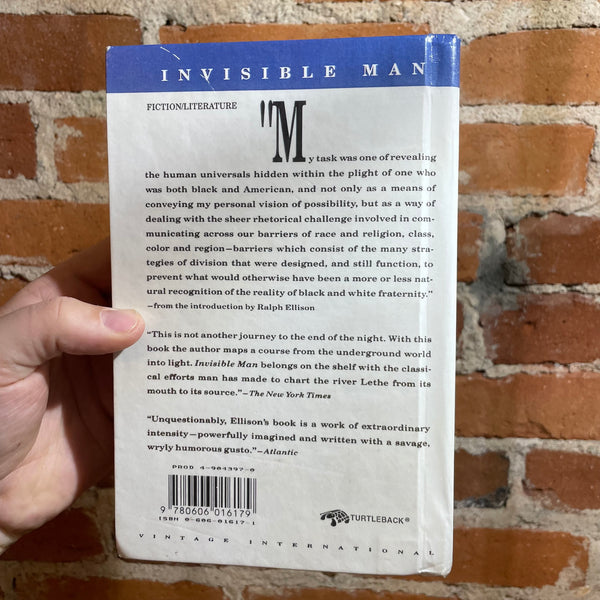 INVISIBLE MAN
FICTION/LITERATURE
"My task was one of revealing
the human universals hidden within the plight of one who
was both black and American, and not only as a means of
conveying my personal vision of possibility, but as a way of
dealing with the sheer rhetorical challenge involved in com-
municating across our barriers of race and religion, class,
color and region—barriers which consist of the many stra-
tegies of division that were designed, and still function, to
prevent what would otherwise have been a more or less nat-
ural recognition of the reality of black and white fraternity."
—from the introduction by Ralph Ellison
"This is not another journey to the end of the night. With this
book the author maps a course from the underground world
into light. Invisible Man belongs on the shelf with the classi-
cal efforts man has made to chart the river Lethe from its
mouth to its source."—The New York Times
"Unquestionably, Ellison's book is a work of extraordinary
intensity—powerfully imagined and written with a savage,
wryly humorous gusto."—Atlantic
PROD 4-904397-0
9 780606 016179
ISBN 0-606-01617-1
TURTLEBACK®
VINTAGE INTERNATIONAL